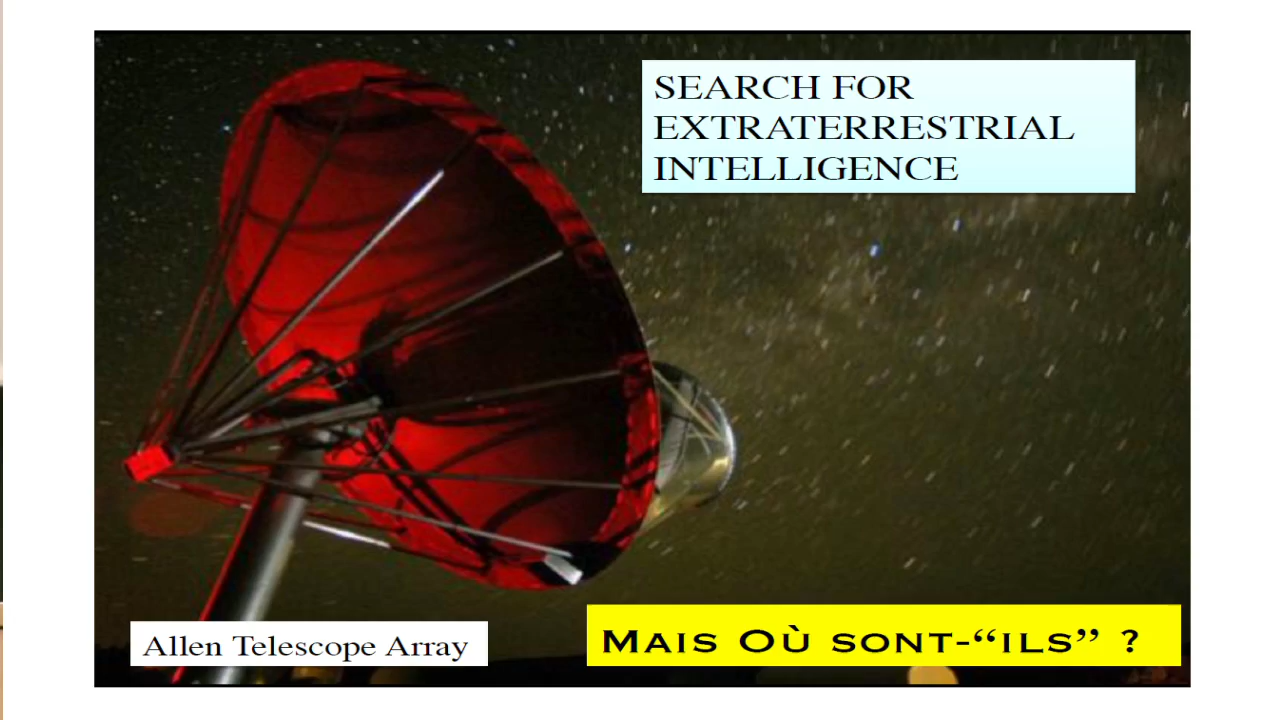 SEARCH FOR
EXTRATERRESTRIAL
INTELLIGENCE
Allen Telescope Array
MAIS OÙ SONT-“ILS” ?